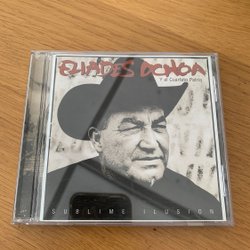 ELIADES OCHOA
Y el Cuarteto Patria
SUBLIME ILUSION